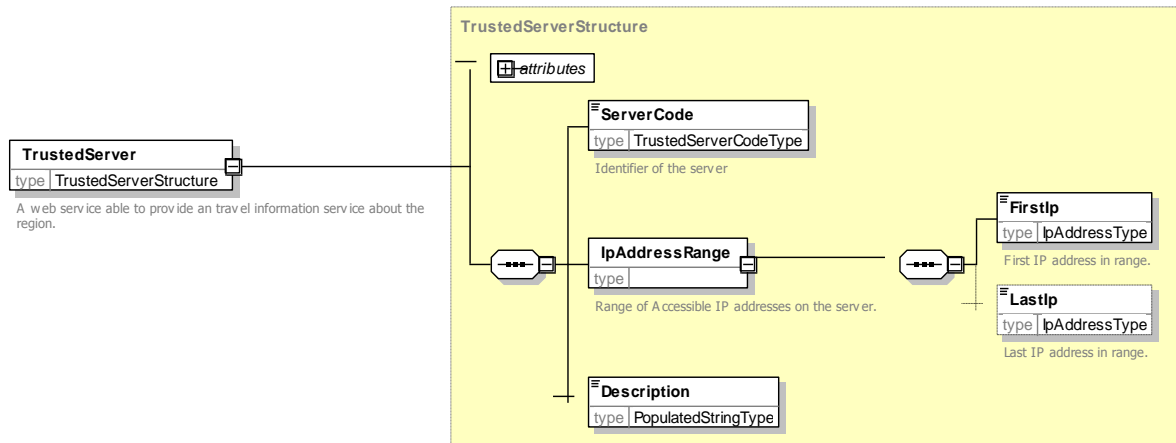 TrustedServerStructure
attributes
ServerCode
type TrustedServerCodeType
Identifier of the server
TrustedServer
type TrustedServerStructure
A web service able to provide an travel information service about the
region.
IpAddressRange
type
Range of Accessible IP addresses on the server.
FirstIp
type IpAddressType
First IP address in range.
LastIp
type IpAddressType
Last IP address in range.
Description
type PopulatedStringType